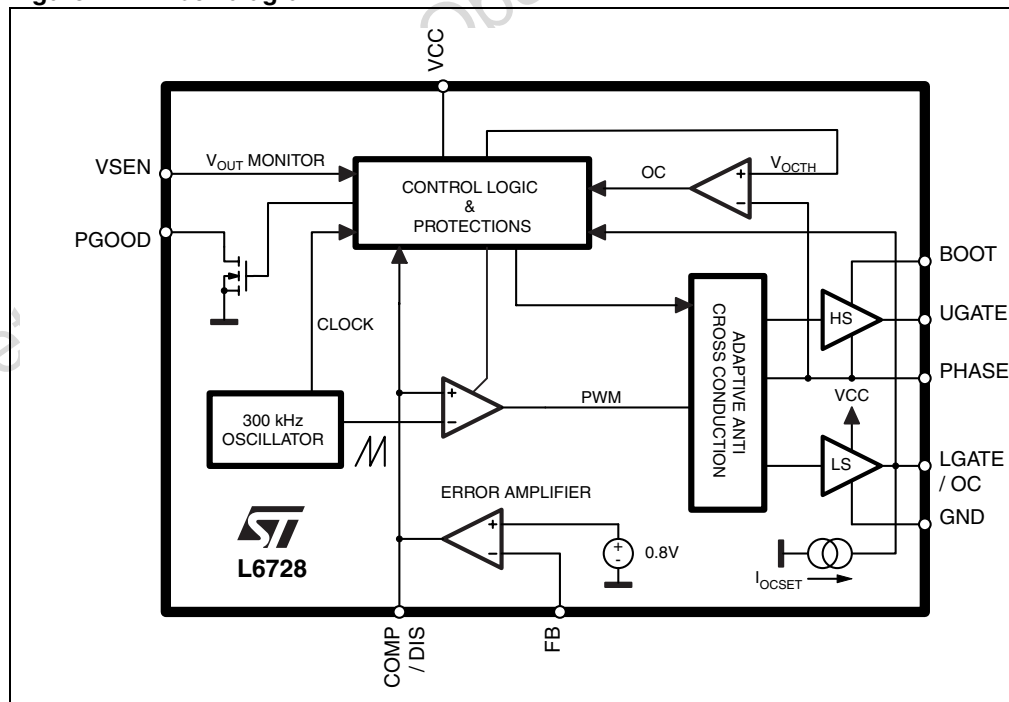 VCC
VSEN
VOUT MONITOR
CONTROL LOGIC
&
PROTECTIONS
OC
VOCTH
PGOOD
BOOT
CLOCK
HS
UGATE
ADAPTIVE ANTI
CROSS CONDUCTION
PHASE
PWM
VCC
300 kHz
OSCILLATOR
LS
LGATE
/ OC
ERROR AMPLIFIER
GND
0.8V
ST
L6728
IOCSET
COMP
/ DIS
FB